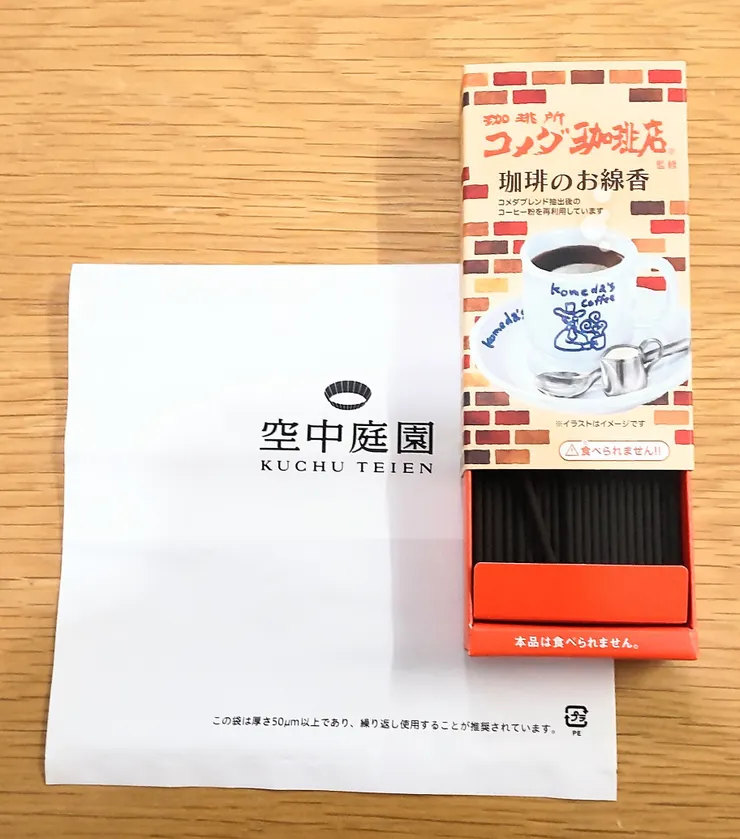 珈琲所
コメダ珈琲店®
監修
珈琲のお線香
コメダブレンド抽出後の
コーヒー粉を再利用しています
Komeda's
Coffee
Komeda's
※イラストはイメージです
食べられません!!
本品は食べられません。
空中庭園
KUCHU TEIEN
この袋は厚さ50μm以上であり、繰り返し使用することが推奨されています。
プラ
PE